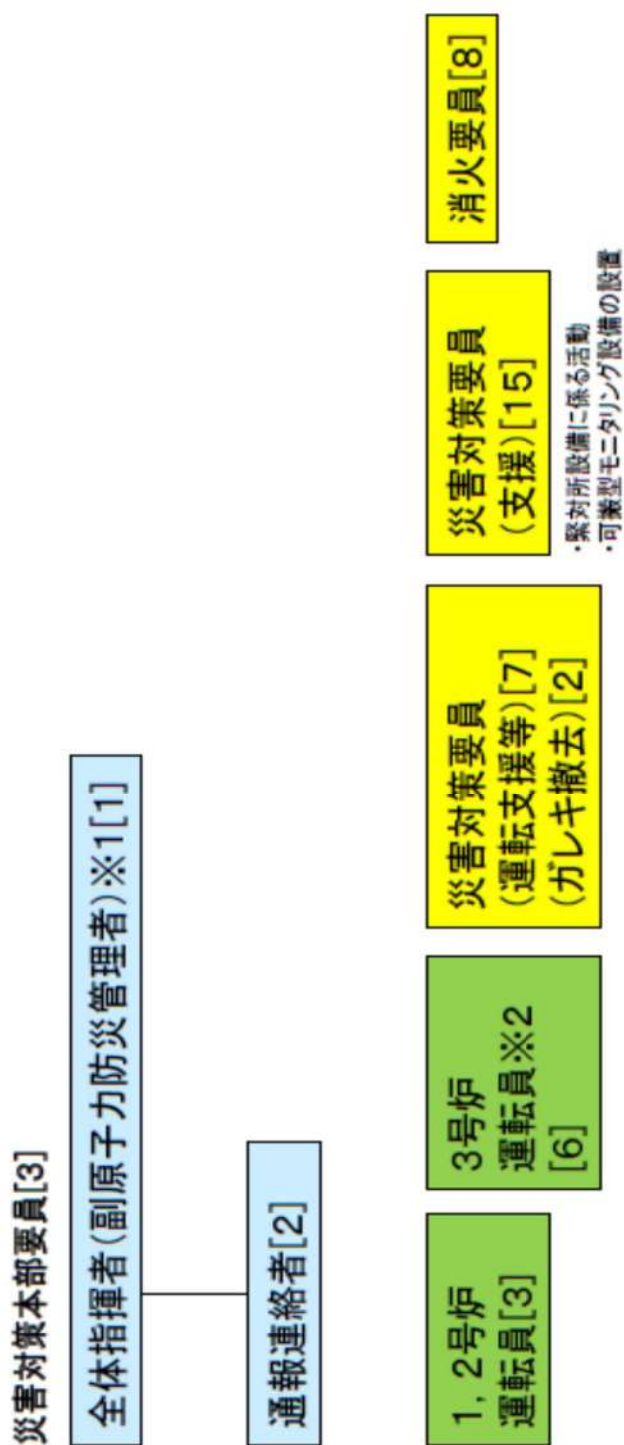 災害対策本部要員[3]
全体指揮者(副原子力防災管理者)※1[1]
通報連絡者[2]
1,2号炉
運転員[3]
3号炉
運転員※2
[6]
災害対策要員
(運転支援等)[7]
(ガレキ撤去)[2]
災害対策要員
(支援)[15]
・緊対所設備に係る活動
・可搬型モニタリング設備の設置
消火要員[8]